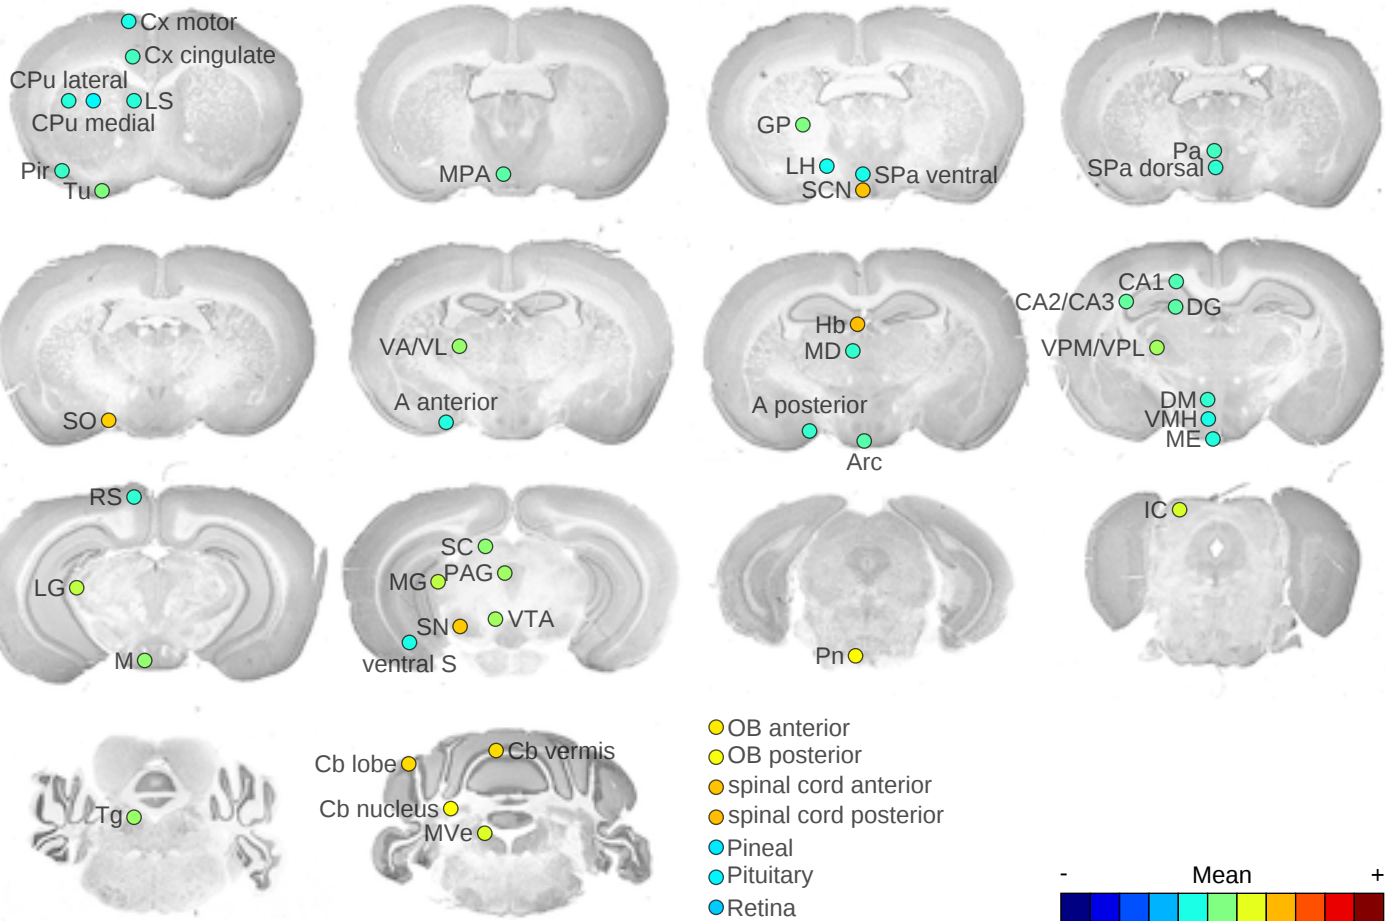 Cx motor
Cx cingulate
CPu lateral
LS
CPu medial
Pir
Tu
MPA
GP
LH
SPa ventral
SCN
Pa
SPa dorsal
SO
VA/VL
A anterior
Hb
MD
A posterior
Arc
CA1
CA2/CA3
DG
VPM/VPL
DM
VMH
ME
RS
LG
M
SC
MG
PAG
SN
VTA
ventral S
Pn
IC
Tg
Cb lobe
Cb vermis
Cb nucleus
MVe
OB anterior
OB posterior
spinal cord anterior
spinal cord posterior
Pineal
Pituitary
Retina
- Mean +